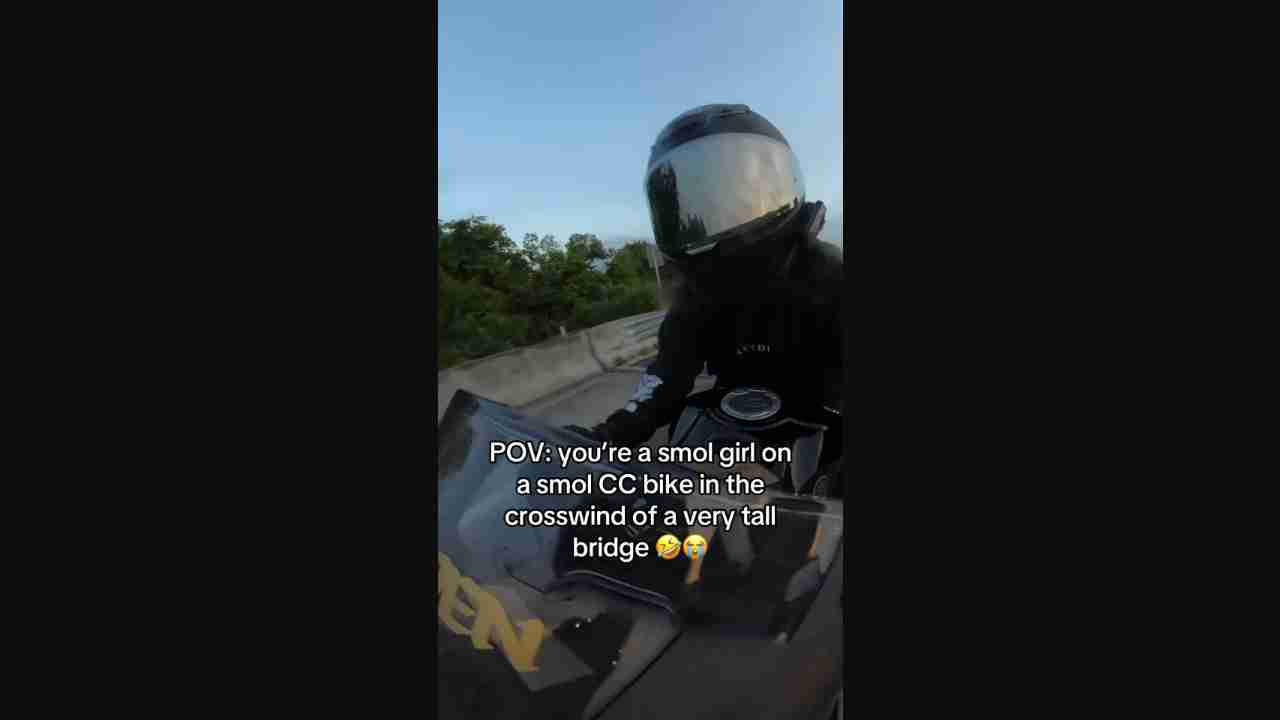 POV: you’re a smol girl on
a smol CC bike in the
crosswind of a very tall
bridge 🤣😭